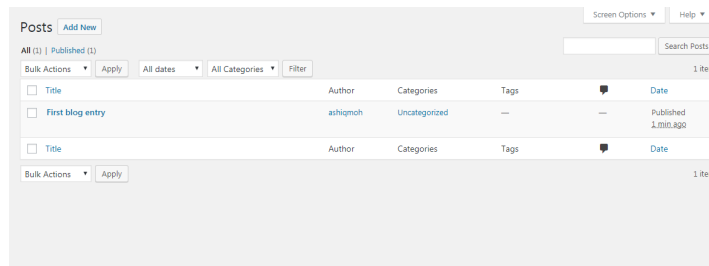 Screen Options ▼ Help ▼
Posts Add New
All (1) | Published (1)
Search Posts
Bulk Actions ▼ Apply All dates ▼ All Categories ▼ Filter 1 ite
Title Author Categories Tags Date
First blog entry ashiqmoh Uncategorized — — Published
1 min ago
Title Author Categories Tags Date
Bulk Actions ▼ Apply 1 ite